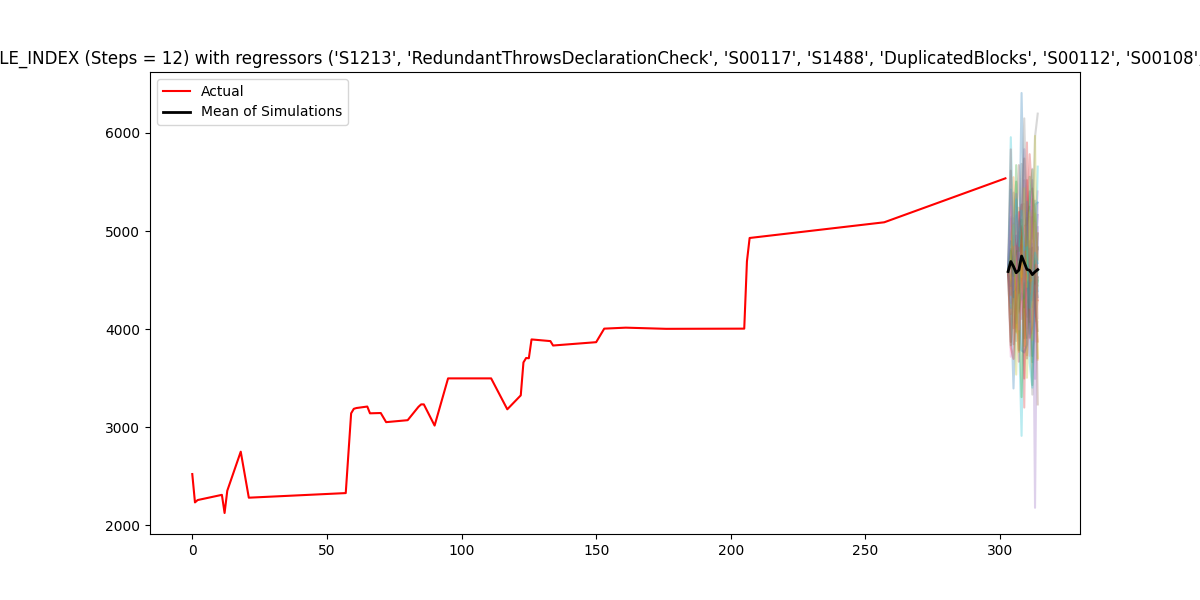 LE_INDEX (Steps = 12) with regressors ('S1213', 'RedundantThrowsDeclarationCheck', 'S00117', 'S1488', 'DuplicatedBlocks', 'S00112', 'S00108',
Actual
Mean of Simulations
6000
5000
4000
3000
2000
0 50 100 150 200 250 300